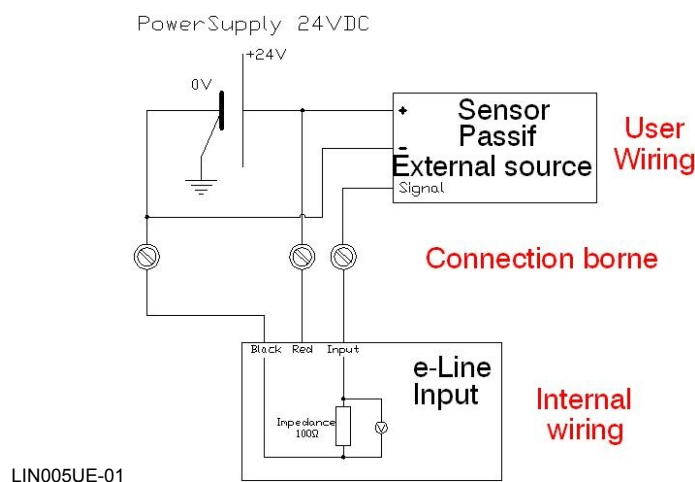 PowerSupply 24VDC
+24V
0V
+
Sensor
Passif
-
External source
Signal
User
Wiring
Connection borne
Black Red Input
e-Line
Input
Impedance
100Ω
V
Internal
wiring
LIN005UE-01